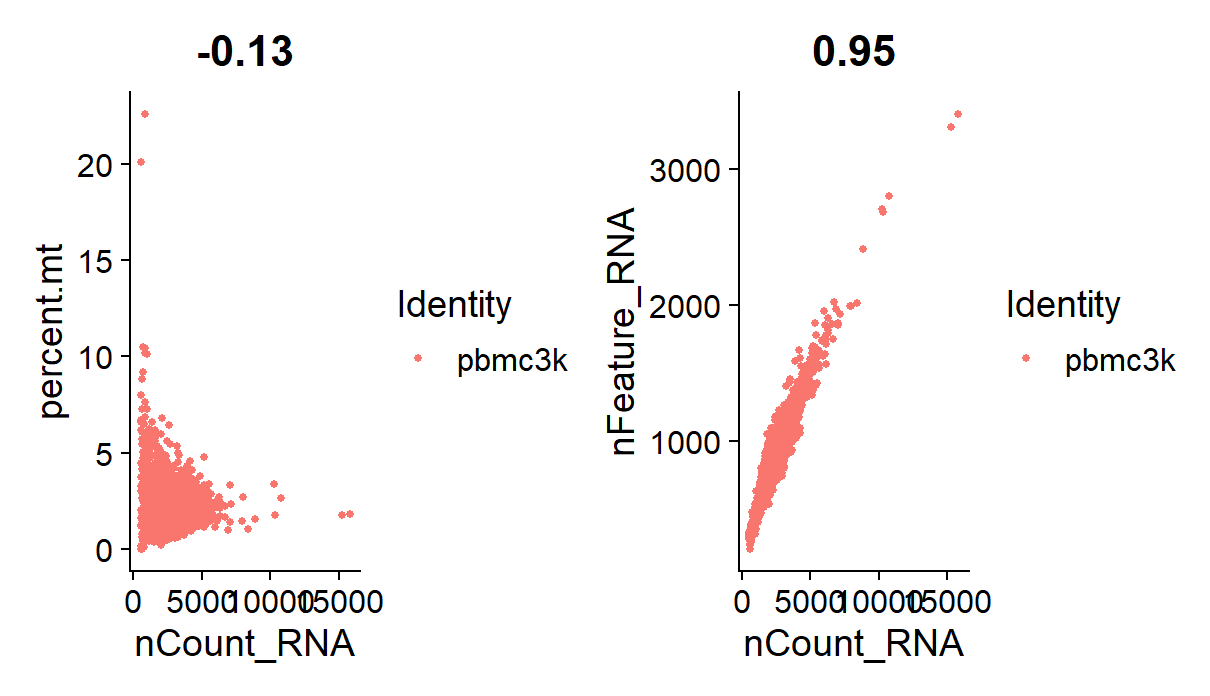 -0.13
percent.mt
20
15
10
5
0
0 5000 10000 15000
nCount_RNA
Identity
pbmc3k
0.95
nFeature_RNA
3000
2000
1000
0 5000 10000 15000
nCount_RNA
Identity
pbmc3k